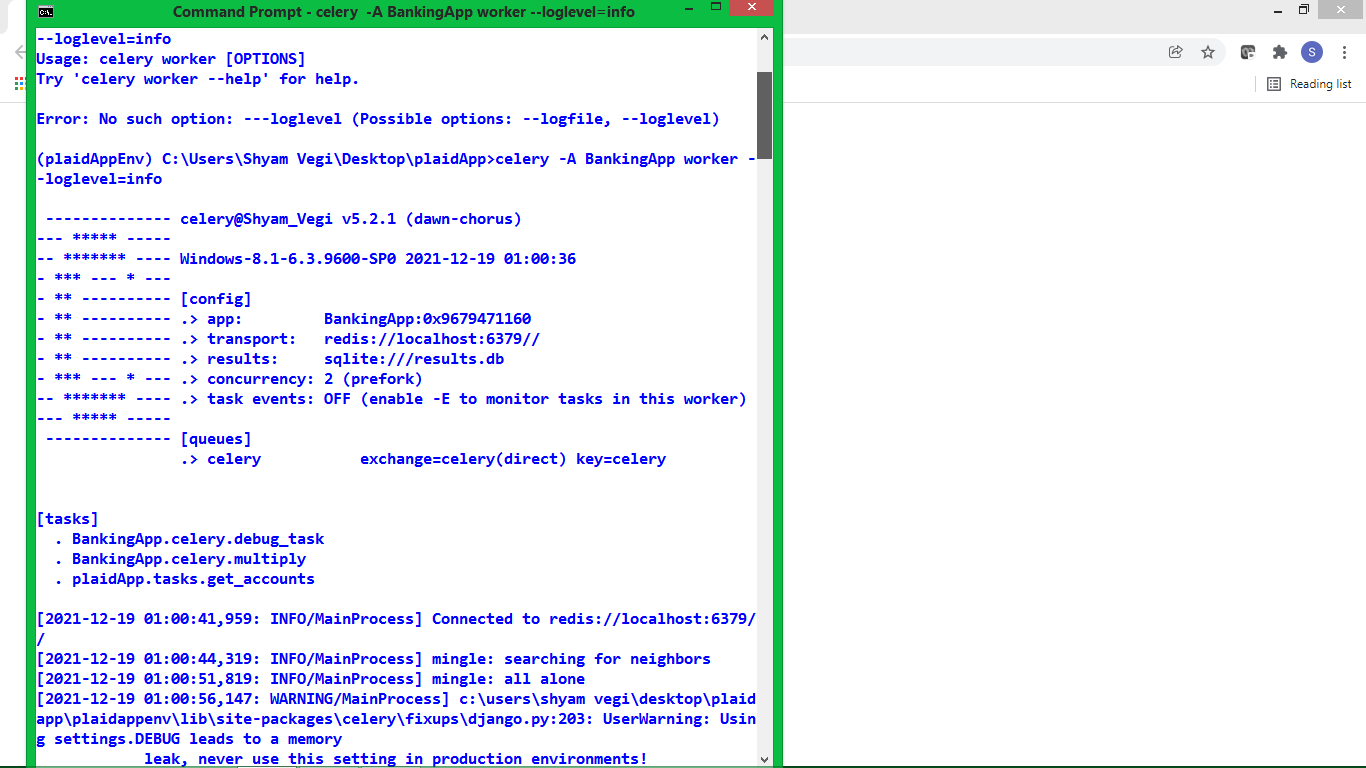 Command Prompt - celery  -A BankingApp worker --loglevel=info
--loglevel=info
Usage: celery worker [OPTIONS]
Try 'celery worker --help' for help.
Error: No such option: ---loglevel (Possible options: --logfile, --loglevel)
(plaidAppEnv) C:\Users\Shyam Vegi\Desktop\plaidApp>celery -A BankingApp worker -
-loglevel=info
 -------------- celery@Shyam_Vegi v5.2.1 (dawn-chorus)
--- ***** -----
-- ******* ---- Windows-8.1-6.3.9600-SP0 2021-12-19 01:00:36
- *** --- * ---
- ** ---------- [config]
- ** ---------- .> app:         BankingApp:0x9679471160
- ** ---------- .> transport:   redis://localhost:6379//
- ** ---------- .> results:     sqlite:///results.db
- *** --- * --- .> concurrency: 2 (prefork)
-- ******* ---- .> task events: OFF (enable -E to monitor tasks in this worker)
--- ***** -----
 -------------- [queues]
                .> celery           exchange=celery(direct) key=celery
[tasks]
  . BankingApp.celery.debug_task
  . BankingApp.celery.multiply
  . plaidApp.tasks.get_accounts
[2021-12-19 01:00:41,959: INFO/MainProcess] Connected to redis://localhost:6379/
/
[2021-12-19 01:00:44,319: INFO/MainProcess] mingle: searching for neighbors
[2021-12-19 01:00:51,819: INFO/MainProcess] mingle: all alone
[2021-12-19 01:00:56,147: WARNING/MainProcess] c:\users\shyam vegi\desktop\plaid
app\plaidappenv\lib\site-packages\celery\fixups\django.py:203: UserWarning: Usin
g settings.DEBUG leads to a memory
            leak, never use this setting in production environments!
S
Reading list